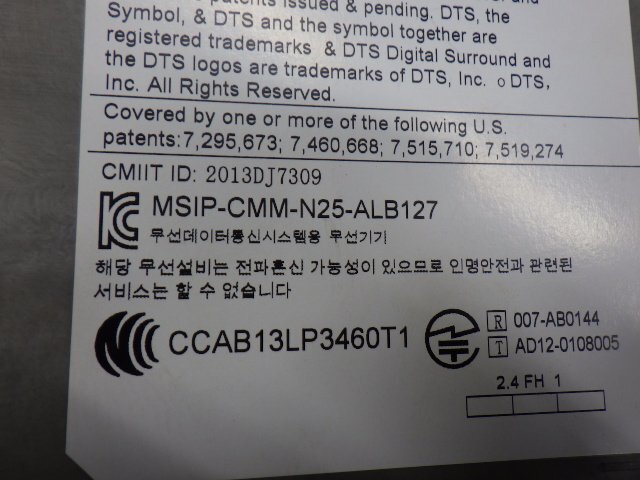 patents issued & pending. DTS, the
Symbol, & DTS and the symbol together are
registered trademarks & DTS Digital Surround and
the DTS logos are trademarks of DTS, Inc. ○ DTS,
Inc. All Rights Reserved.
Covered by one or more of the following U.S.
patents:7,295,673; 7,460,668; 7,515,710; 7,519,274
CMIIT ID: 2013DJ7309
MSIP-CMM-N25-ALB127
무선데이터통신시스템용 무선기기
해당 무선설비는 전파혼신 가능성이 있으므로 인명안전과 관련된
서비스는 할 수 없습니다
CCAB13LP3460T1
R 007-AB0144
T AD12-0108005
2.4 FH 1